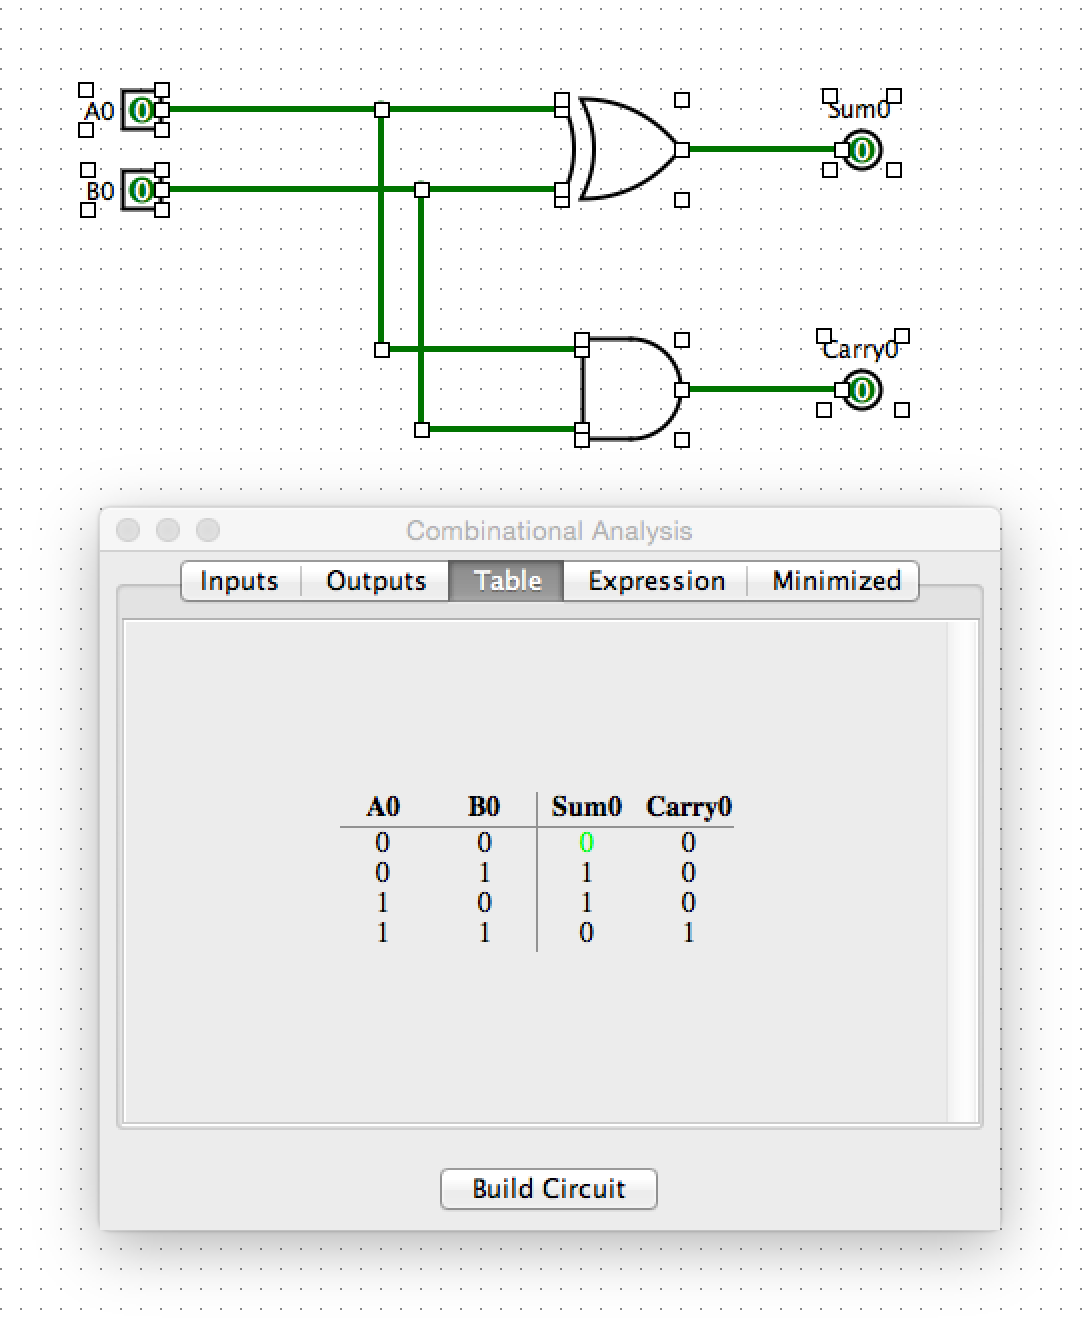 A0 0 Sum0
0
B0 0
Carry0
0
Combinational Analysis
Inputs Outputs Table Expression Minimized
A0 B0 Sum0 Carry0
0 0 0 0
0 1 1 0
1 0 1 0
1 1 0 1
Build Circuit